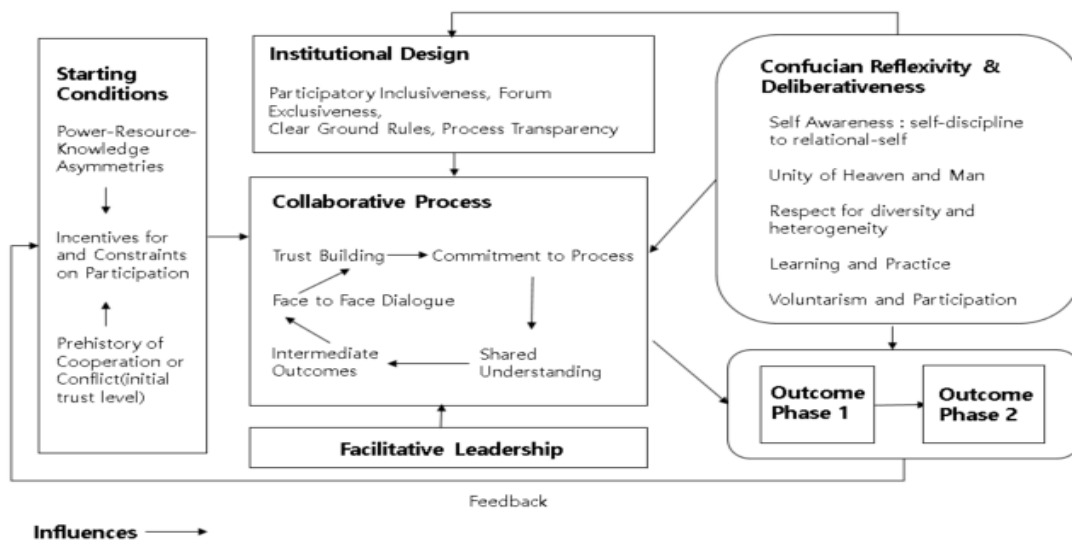 Starting
Conditions
Power-Resource-
Knowledge
Asymmetries
Incentives for
and Constraints
on Participation
Prehistory of
Cooperation or
Conflict(initial
trust level)
Institutional Design
Participatory Inclusiveness, Forum
Exclusiveness,
Clear Ground Rules, Process Transparency
Collaborative Process
Trust Building
Commitment to Process
Face to Face Dialogue
Intermediate
Outcomes
Shared
Understanding
Facilitative Leadership
Confucian Reflexivity &
Deliberativeness
Self Awareness : self-discipline
to relational-self
Unity of Heaven and Man
Respect for diversity and
heterogeneity
Learning and Practice
Voluntarism and Participation
Outcome
Phase 1
Outcome
Phase 2
Feedback
Influences